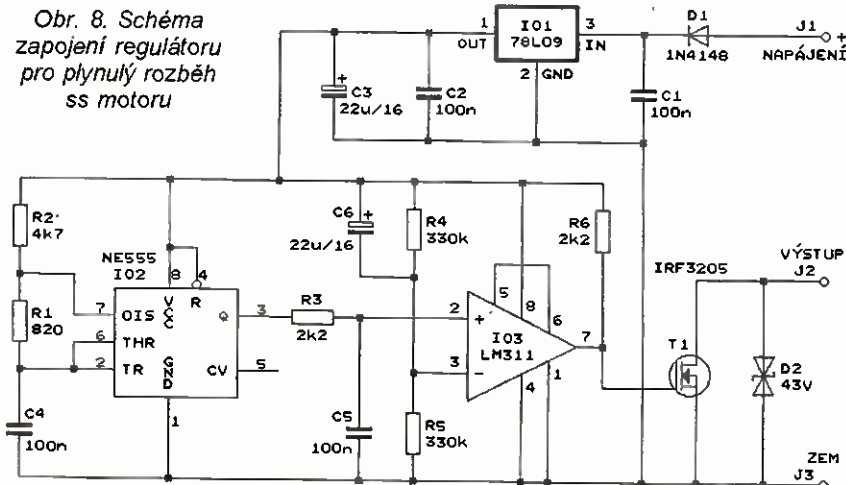 Obr. 8. Schéma
zapojení regulátoru
pro plynulý rozběh
ss motoru
1
OUT
IO1
78L09
3
IN
2
GND
D1
1N4148
J1
+
NAPÁJENÍ
C3
22u/16
+
C2
100n
C1
100n
R2
4k7
R1
820
C4
100n
NE555
IO2
8
4
VCC
R
7
OIS
6
THR
2
TR
GND
1
Q
3
CV
5
R3
2k2
C5
100n
C6
22u/16
+
R4
330k
R5
330k
2
+
3
-
5
8
6
IO3
LM311
7
4
1
R6
2k2
IRF3205
T1
D2
43V
VÝSTUP
J2
ZEM
J3